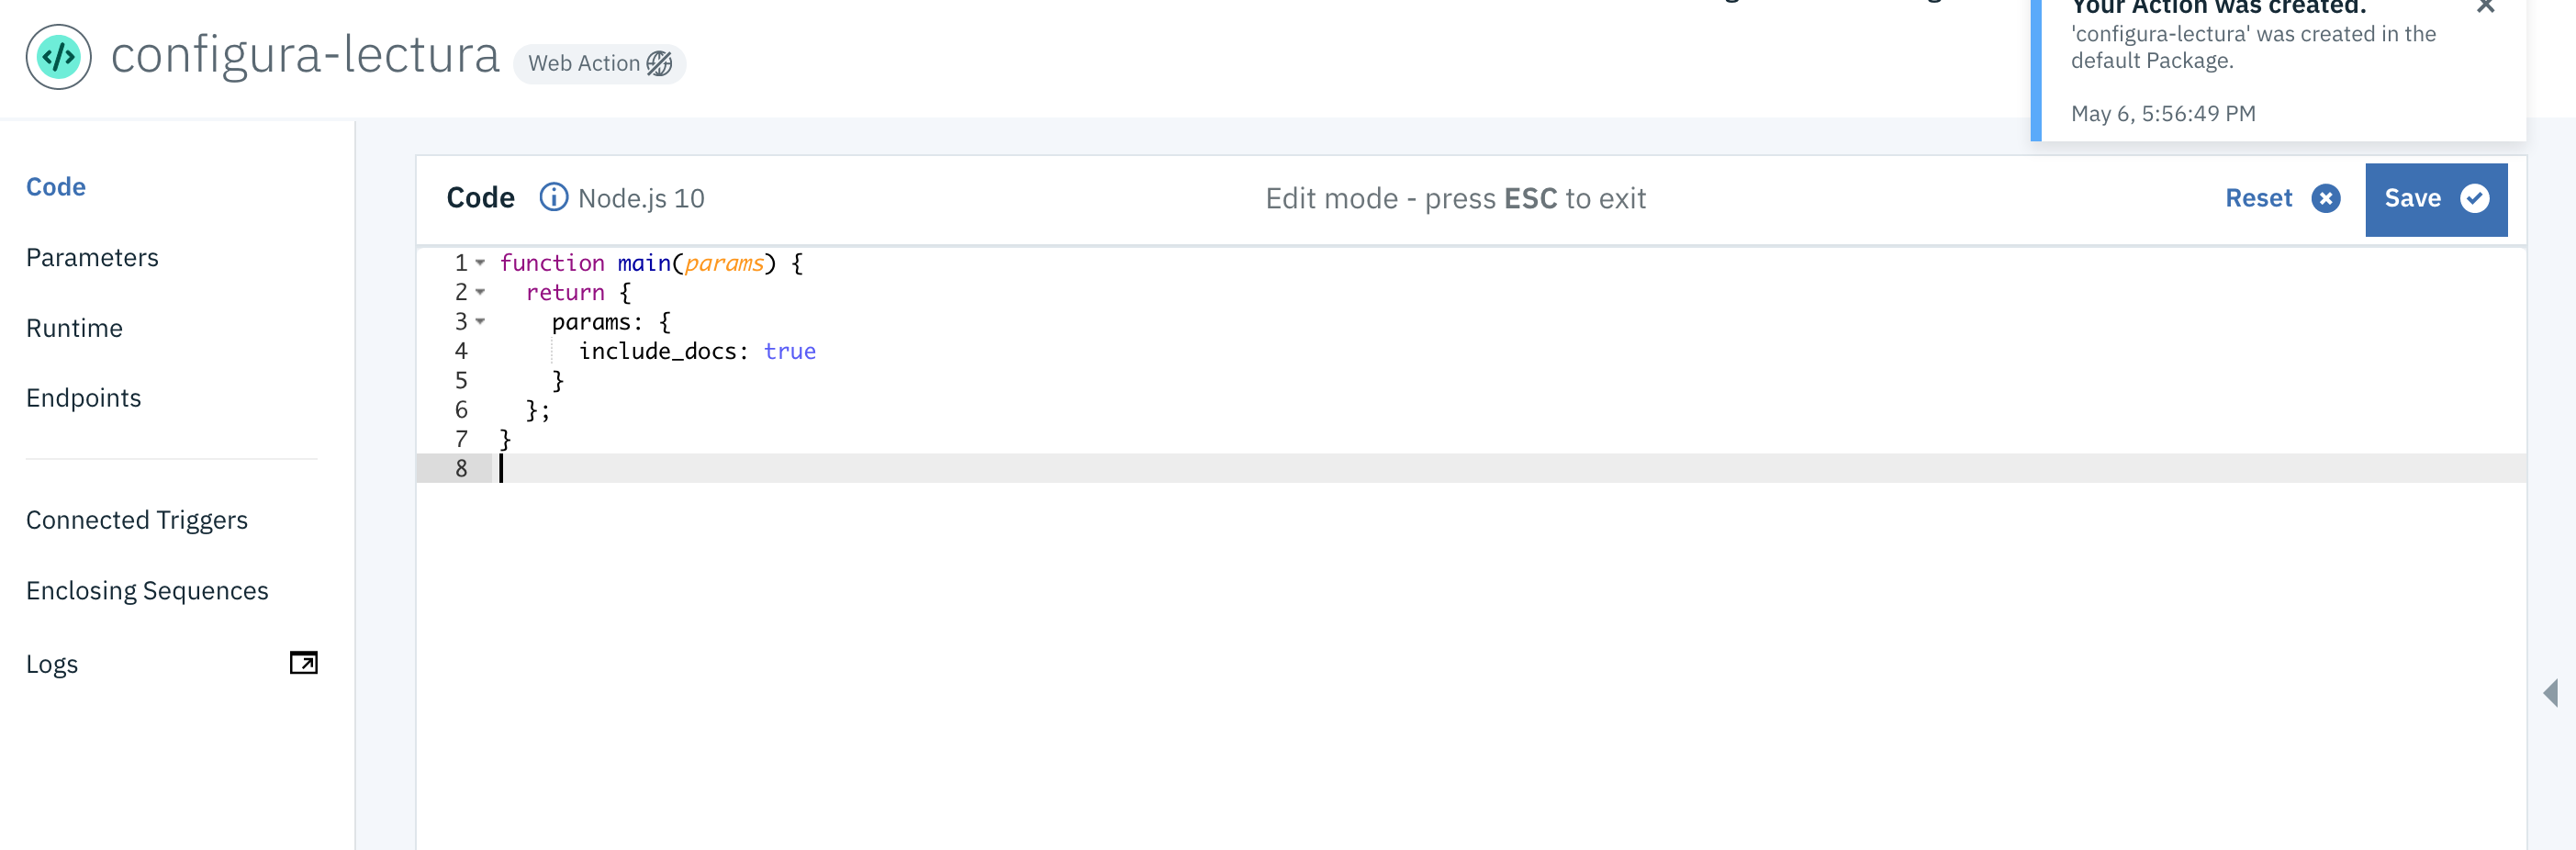 configura-lectura Web Action
Your Action was created.
'configura-lectura' was created in the
default Package.
May 6, 5:56:49 PM
Code
Parameters
Runtime
Endpoints
Connected Triggers
Enclosing Sequences
Logs
Code Node.js 10 Edit mode - press ESC to exit Reset Save
1 function main(params) {
2   return {
3     params: {
4       include_docs: true
5     }
6   };
7 }
8